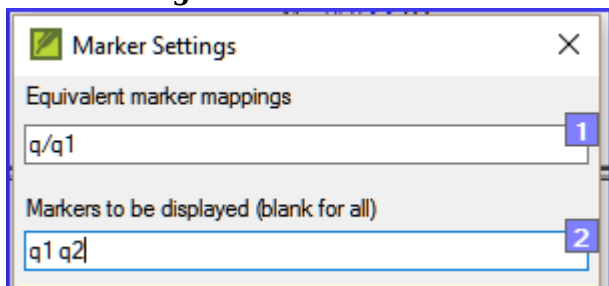 Marker Settings
Equivalent marker mappings
1
q/q1
Markers to be displayed (blank for all)
2
q1 q2